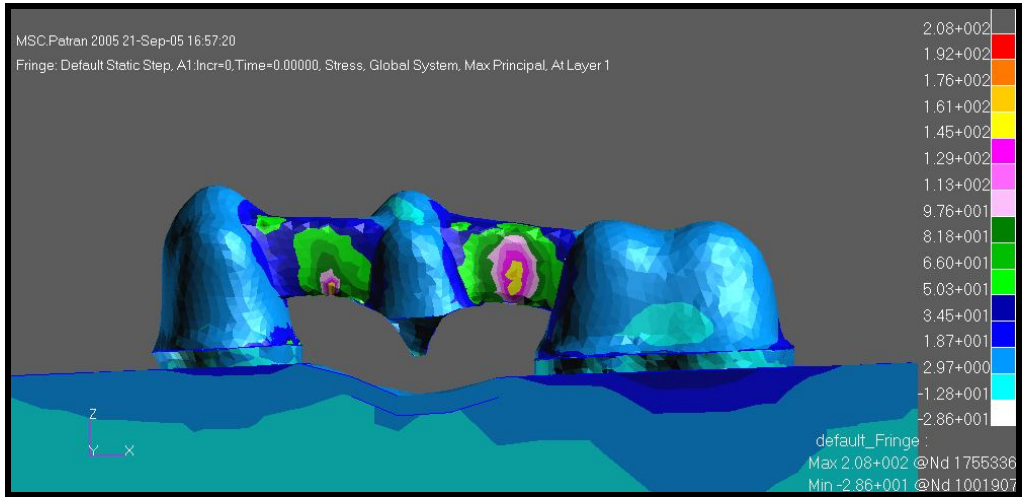 MSC.Patran 2005 21-Sep-05 16:57:20
Fringe: Default Static Step, A1:Incr=0,Time=0.00000, Stress, Global System, Max Principal, At Layer 1
2.08+002
1.92+002
1.76+002
1.61+002
1.45+002
1.29+002
1.13+002
9.76+001
8.18+001
6.60+001
5.03+001
3.45+001
1.87+001
2.97+000
-1.28+001
-2.86+001
Z
Y X
default_Fringe :
Max 2.08+002 @Nd 1755336
Min -2.86+001 @Nd 1001907